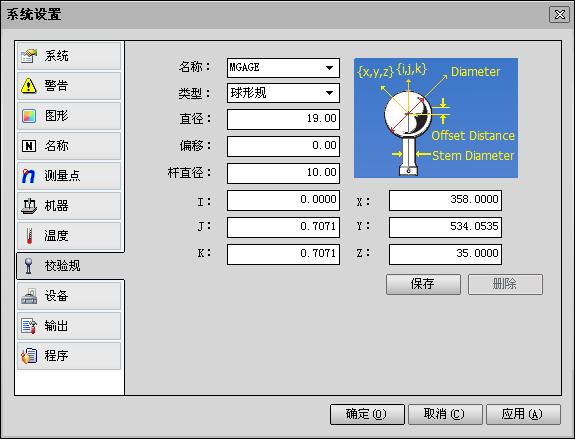 系统设置
系统
警告
图形
N 名称
n 测量点
机器
温度
校验规
设备
输出
程序
名称： MGAGE
类型： 球形规
直径： 19.00
偏移： 0.00
杆直径： 10.00
I： 0.0000 X： 358.0000
J： 0.7071 Y： 534.0535
K： 0.7071 Z： 35.0000
{x,y,z} {i,j,k} Diameter
Offset Distance
Stem Diameter
保存 删除
确定(O) 取消(C) 应用(A)